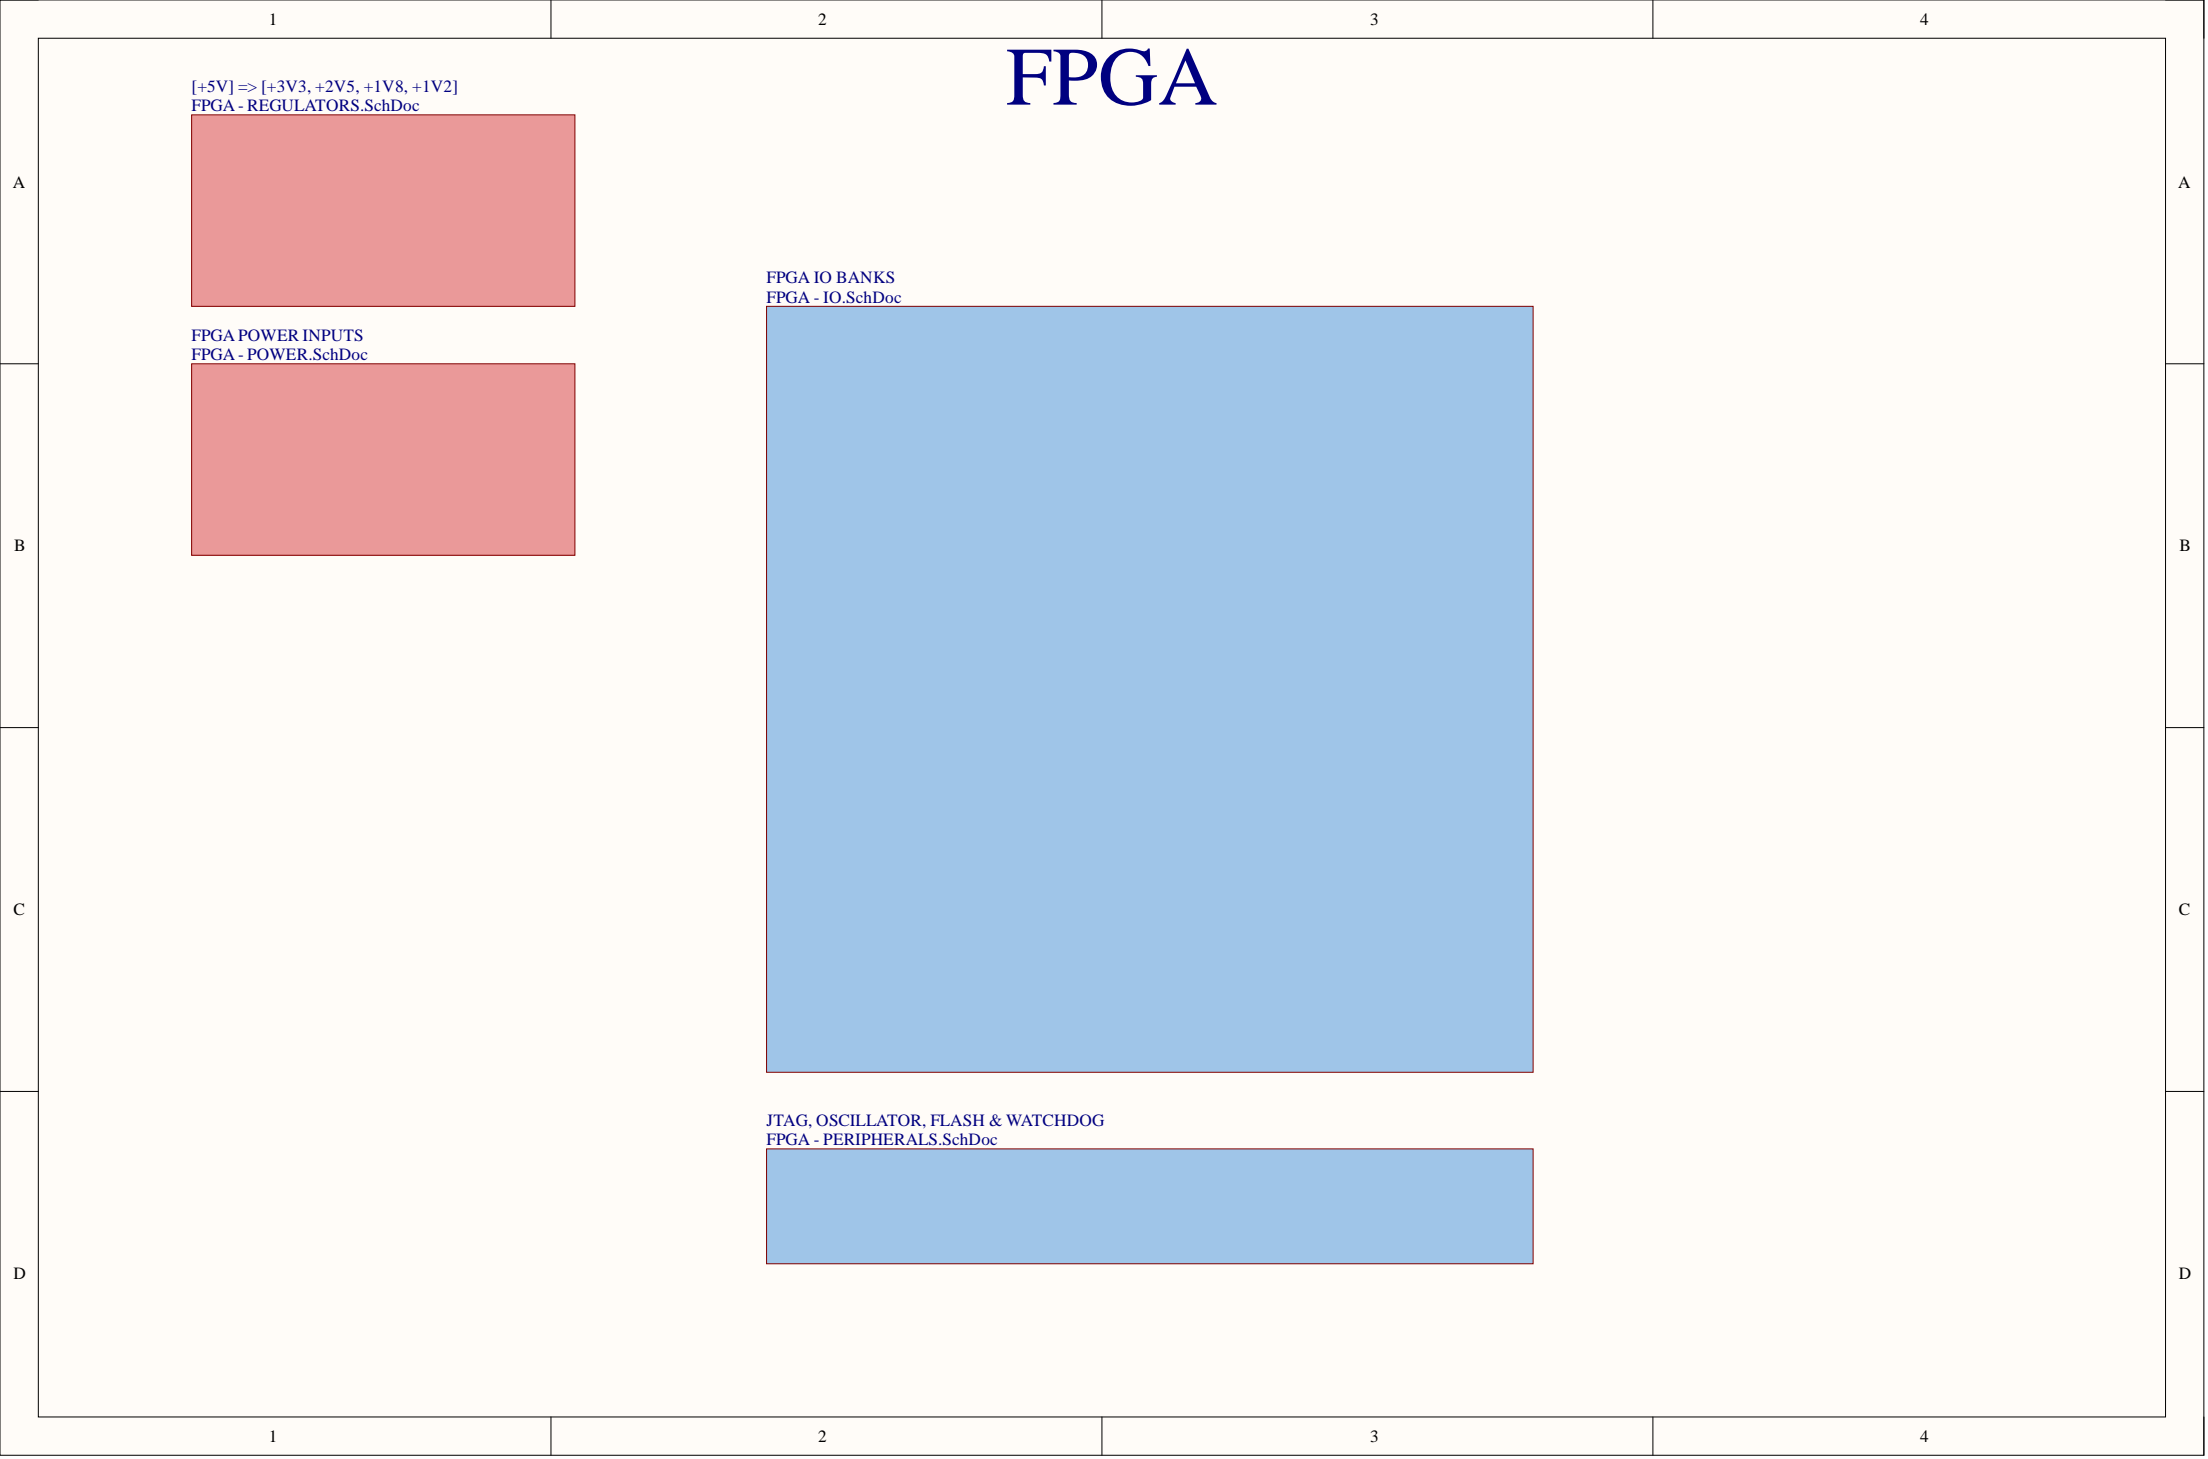 1 2 3 4
FPGA
[+5V] => [+3V3, +2V5, +1V8, +1V2]
FPGA - REGULATORS.SchDoc
A A
FPGA IO BANKS
FPGA - IO.SchDoc
FPGA POWER INPUTS
FPGA - POWER.SchDoc
B B
C C
JTAG, OSCILLATOR, FLASH & WATCHDOG
FPGA - PERIPHERALS.SchDoc
D D
1 2 3 4